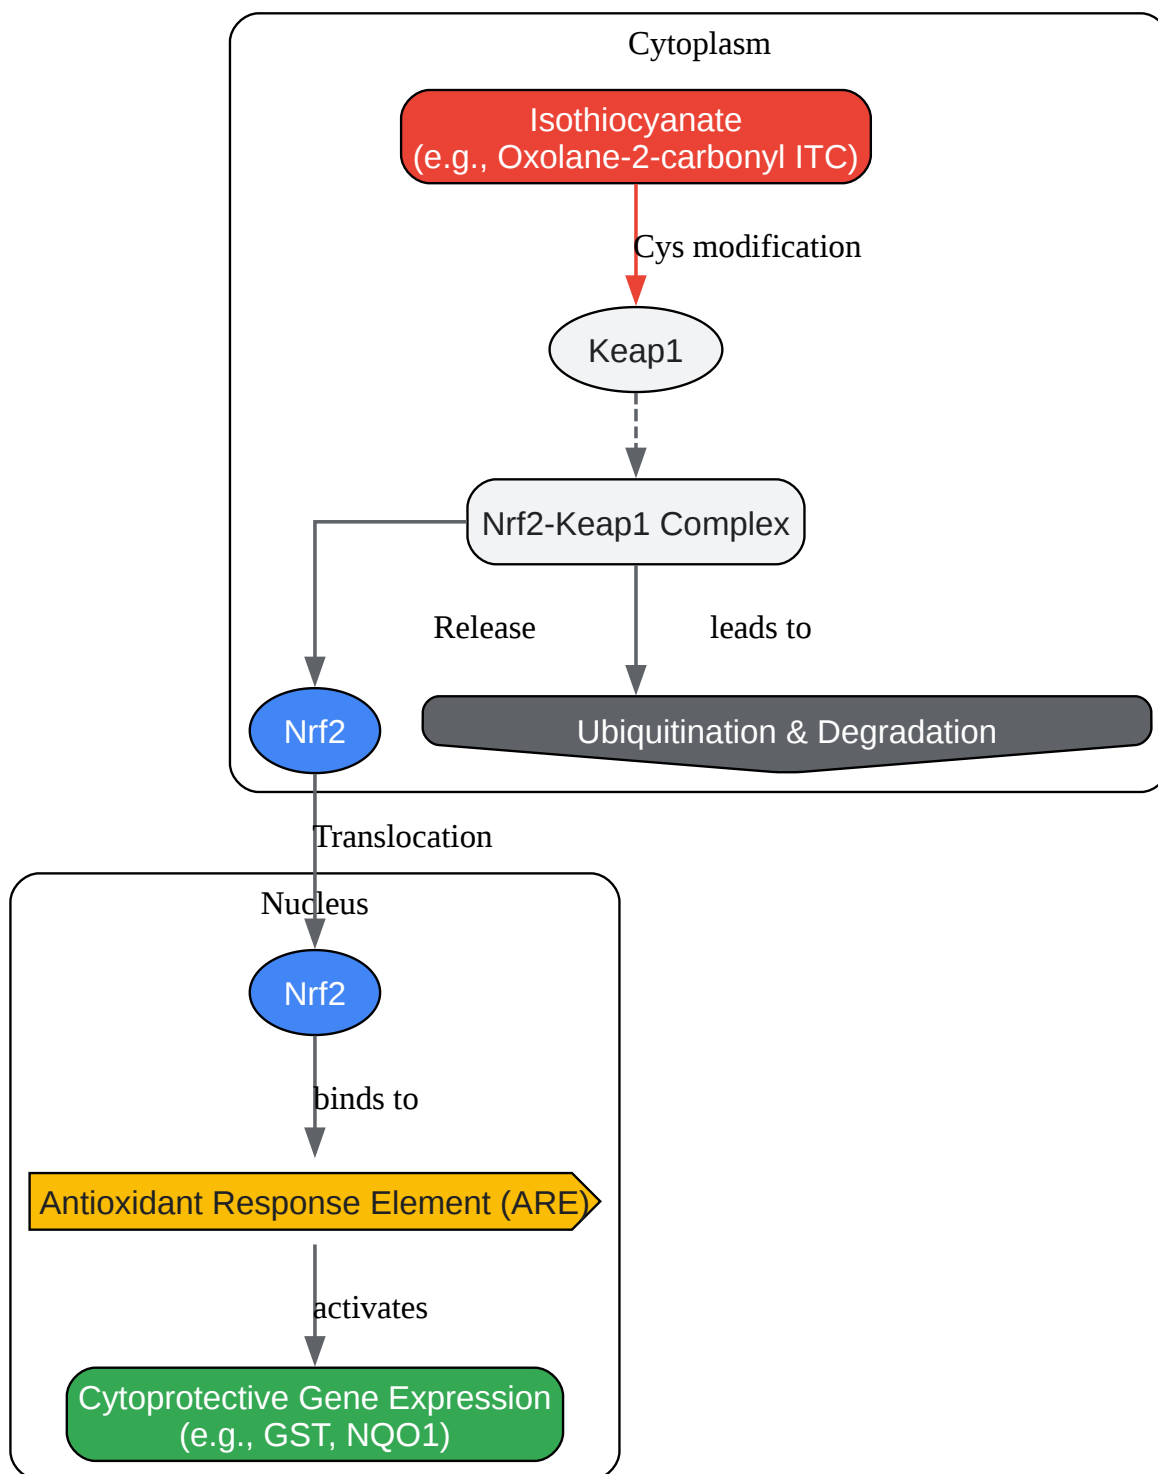 Cytoplasm
Isothiocyanate
(e.g., Oxolane-2-carbonyl ITC)
Cys modification
Keap1
Nrf2-Keap1 Complex
Release
leads to
Nrf2
Ubiquitination & Degradation
Translocation
Nucleus
Nrf2
binds to
Antioxidant Response Element (ARE)
activates
Cytoprotective Gene Expression
(e.g., GST, NQO1)